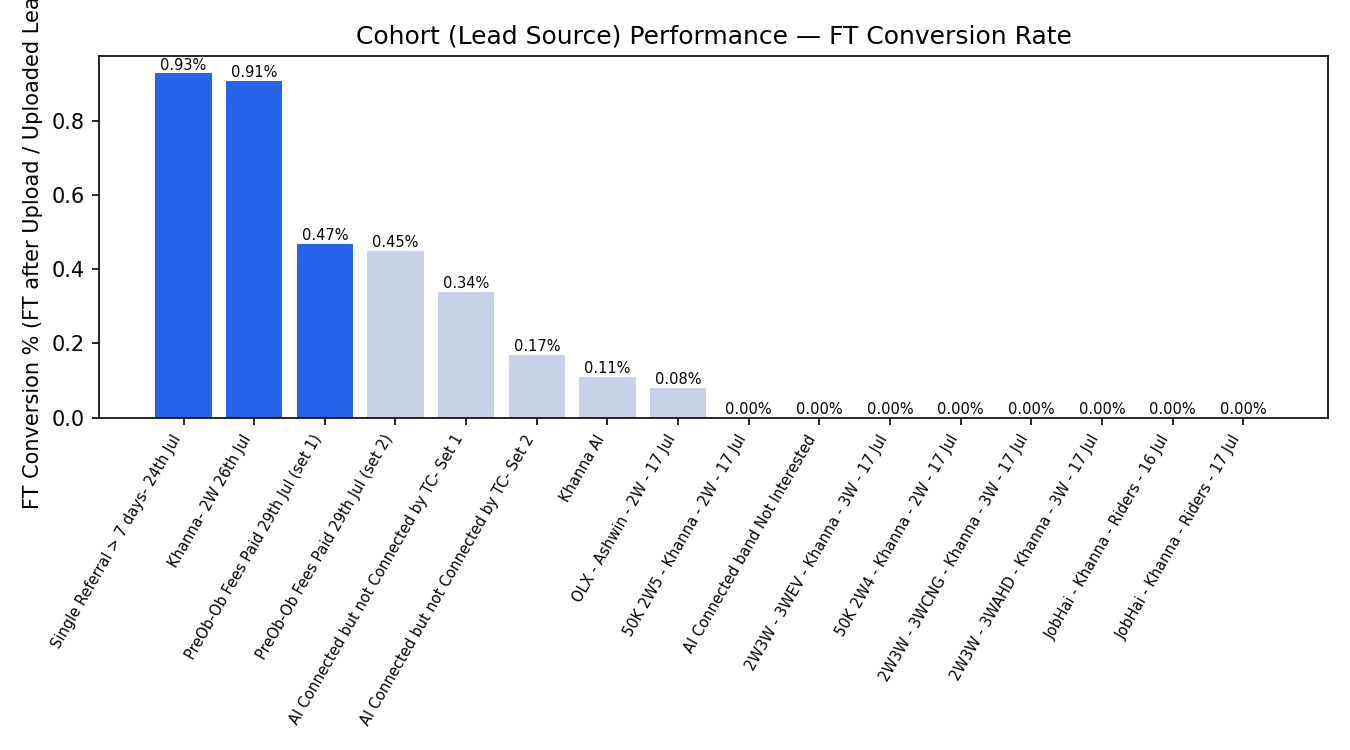 Cohort (Lead Source) Performance — FT Conversion Rate
FT Conversion % (FT after Upload / Uploaded Lea
0.8
0.6
0.4
0.2
0.0
0.93%
0.91%
0.47%
0.45%
0.34%
0.17%
0.11%
0.08%
0.00%
0.00%
0.00%
0.00%
0.00%
0.00%
0.00%
0.00%
Single Referral > 7 days- 24th Jul
Khanna- 2W 26th Jul
PreOb-Ob Fees Paid 29th Jul (set 1)
PreOb-Ob Fees Paid 29th Jul (set 2)
AI Connected but not Connected by TC- Set 1
AI Connected but not Connected by TC- Set 2
Khanna AI
OLX - Ashwin - 2W - 17 Jul
50K 2W5 - Khanna - 2W - 17 Jul
AI Connected band Not Interested
2W3W - 3WEV - Khanna - 3W - 17 Jul
50K 2W4 - Khanna - 2W - 17 Jul
2W3W - 3WCNG - Khanna - 3W - 17 Jul
2W3W - 3WAHD - Khanna - 3W - 17 Jul
JobHai - Khanna - Riders - 16 Jul
JobHai - Khanna - Riders - 17 Jul